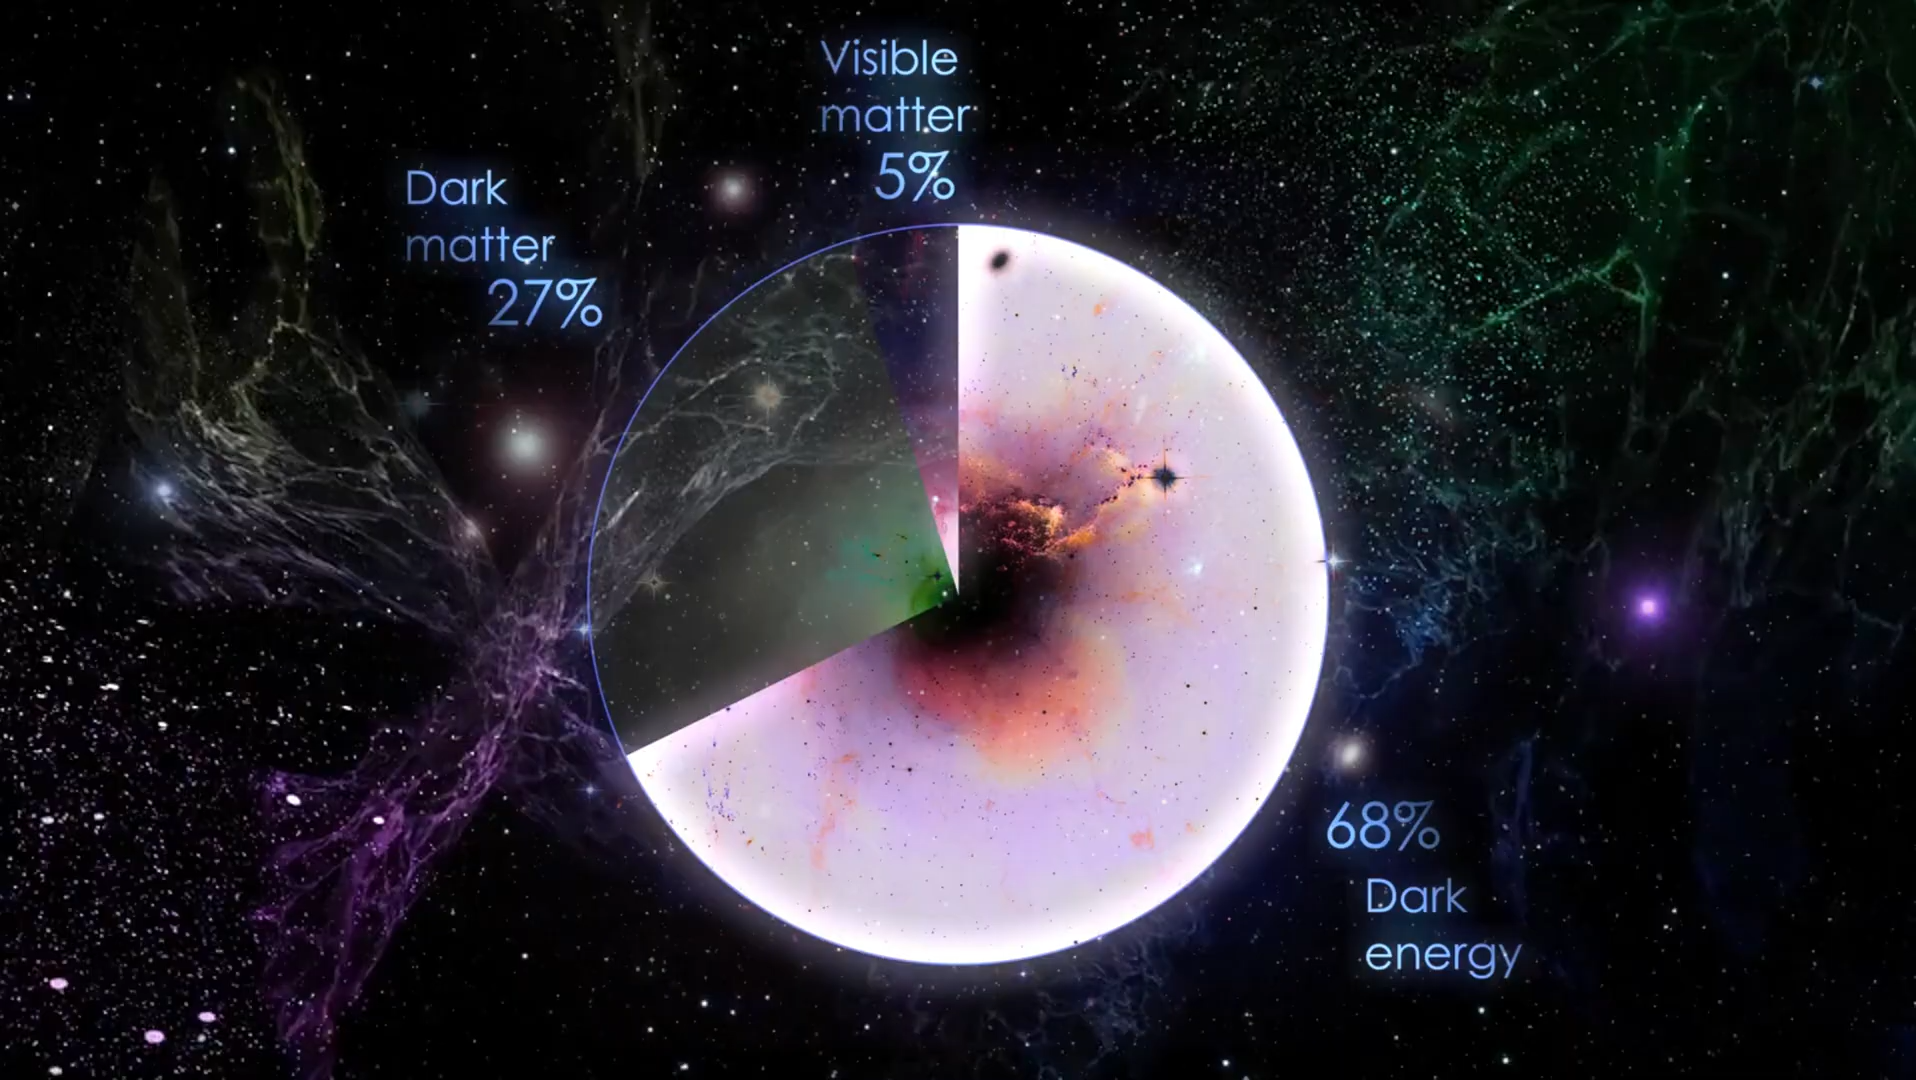 Visible
matter
5%
Dark
matter
27%
68%
Dark
energy